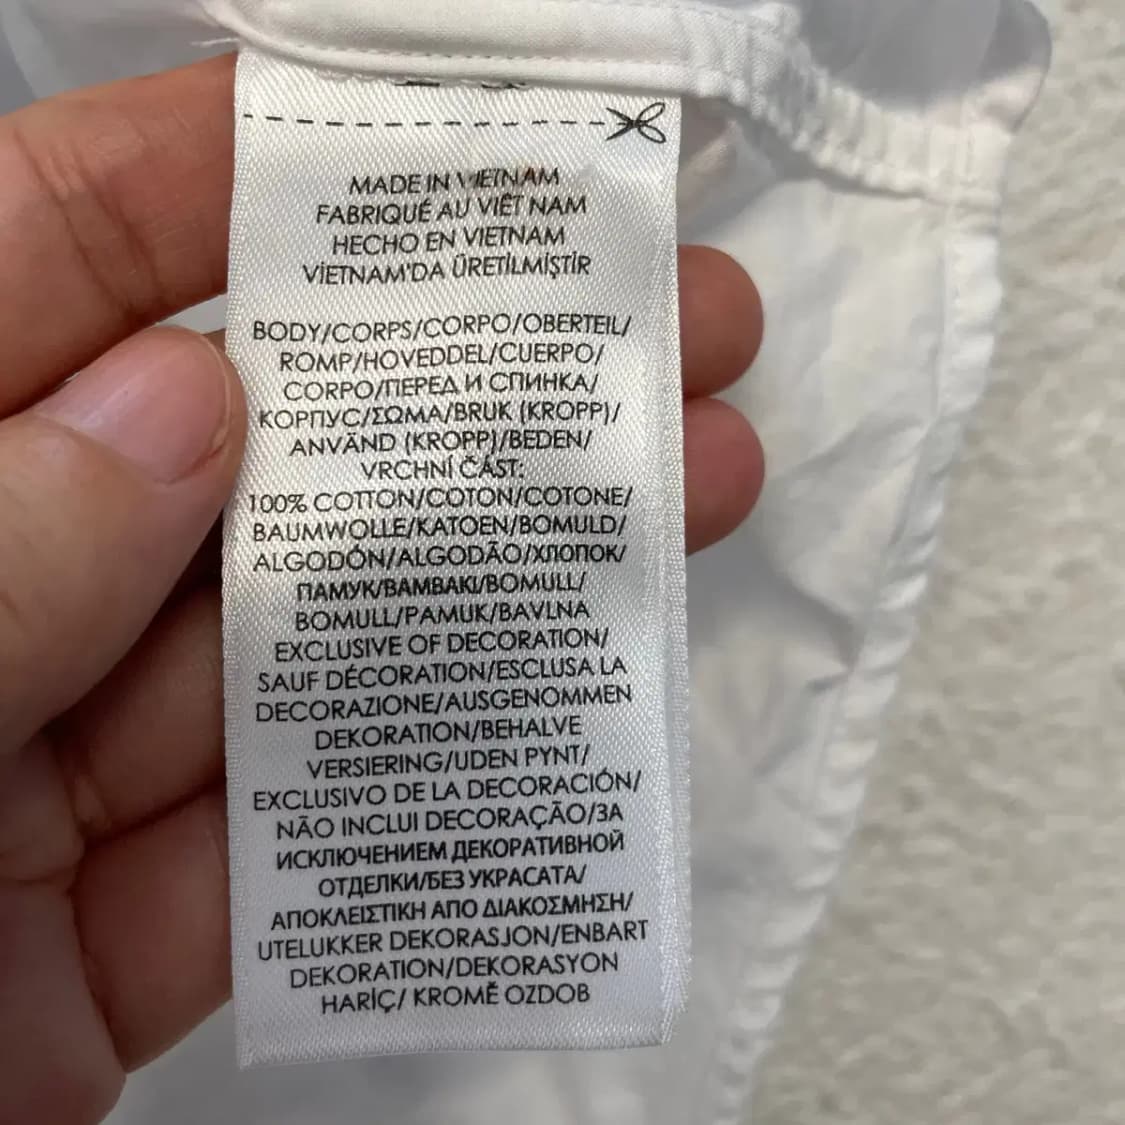 MADE IN VIETNAM
FABRIQUÉ AU VIÊT NAM
HECHO EN VIETNAM
VİETNAM'DA ÜRETİLMİŞTİR
BODY/CORPS/CORPO/OBERTEIL/
ROMP/HOVEDDEL/CUERPO/
CORPO/ПЕРЕД И СПИНКА/
КОРПУС/ΣΩΜΑ/BRUK (KROPP)/
ANVÄND (KROPP)/BEDEN/
VRCHNÍ ČÁST:
100% COTTON/COTON/COTONE/
BAUMWOLLE/KATOEN/BOMULD/
ALGODÓN/ALGODÃO/ХЛОПОК/
ПАМУК/ΒΑΜΒΑΚΙ/BOMULL/
BOMULL/PAMUK/BAVLNA
EXCLUSIVE OF DECORATION/
SAUF DÉCORATION/ESCLUSA LA
DECORAZIONE/AUSGENOMMEN
DEKORATION/BEHALVE
VERSIERING/UDEN PYNT/
EXCLUSIVO DE LA DECORACIÓN/
NÃO INCLUI DECORAÇÃO/ЗА
ИСКЛЮЧЕНИЕМ ДЕКОРАТИВНОЙ
ОТДЕЛКИ/БЕЗ УКРАСАТА/
ΑΠΟΚΛΕΙΣΤΙΚΗ ΑΠΟ ΔΙΑΚΟΣΜΗΣΗ/
UTELUKKER DEKORASJON/ENBART
DEKORATION/DEKORASYON
HARİÇ/ KROMĚ OZDOB